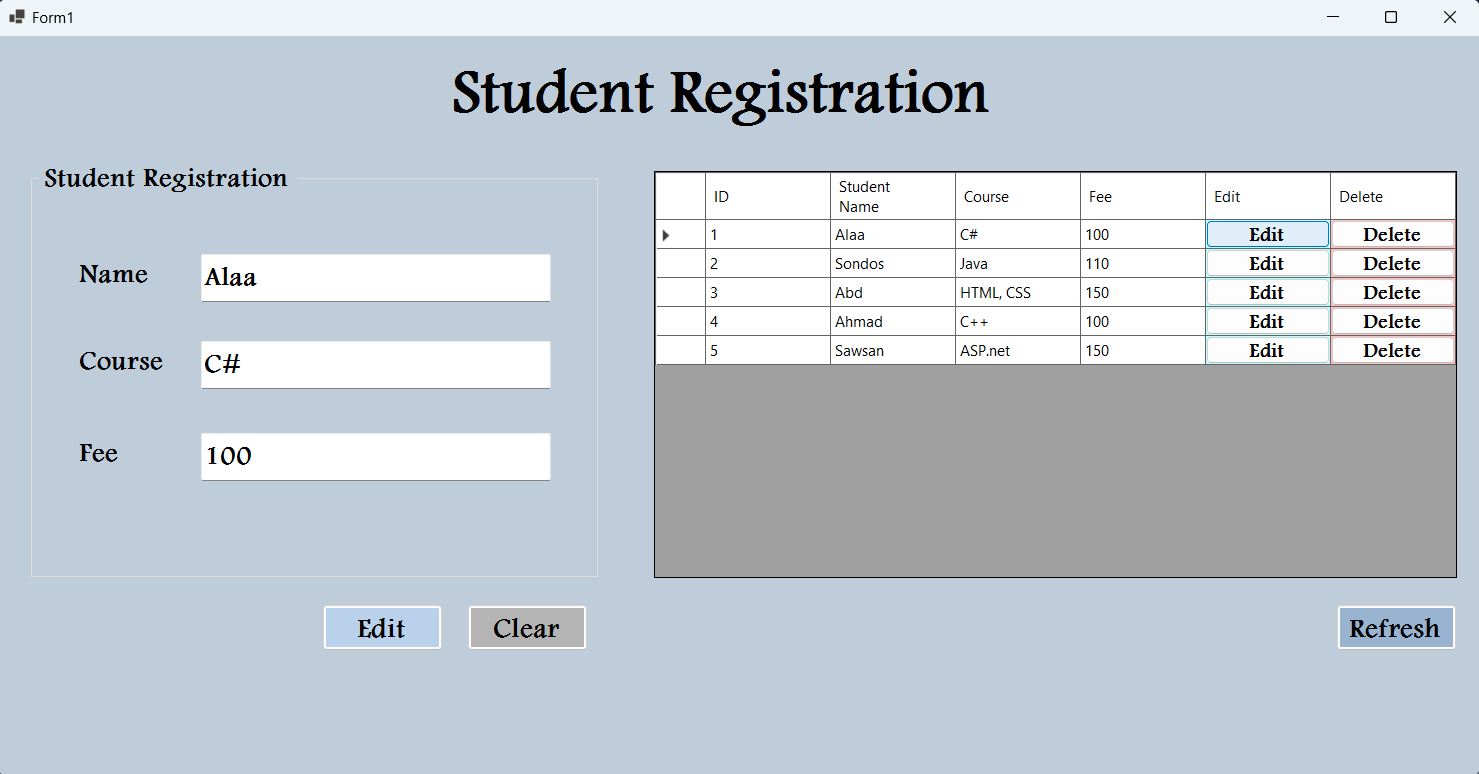 Form1
Student Registration
Student Registration
Name Alaa
Course C#
Fee 100
Edit Clear
ID Student Name Course Fee Edit Delete
1 Alaa C# 100 Edit Delete
2 Sondos Java 110 Edit Delete
3 Abd HTML, CSS 150 Edit Delete
4 Ahmad C++ 100 Edit Delete
5 Sawsan ASP.net 150 Edit Delete
Refresh